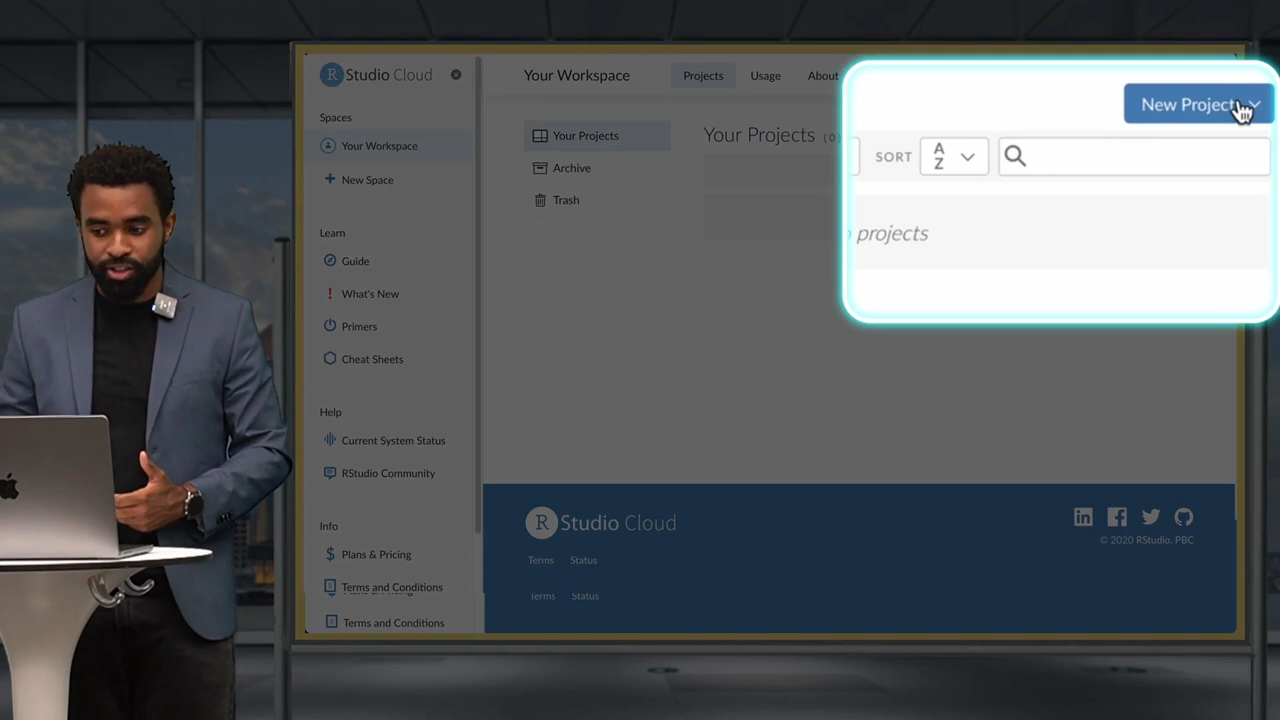 R Studio Cloud
Spaces
Your Workspace
New Space
Learn
Guide
What's New
Primers
Cheat Sheets
Help
Current System Status
RStudio Community
Info
Plans & Pricing
Terms and Conditions
Terms and Conditions
Your Workspace
Projects
Usage
About
New Project
Your Projects
Archive
Trash
Your Projects (0)
SORT
A
Z
projects
R Studio Cloud
Terms Status
Terms Status
© 2020 RStudio, PBC